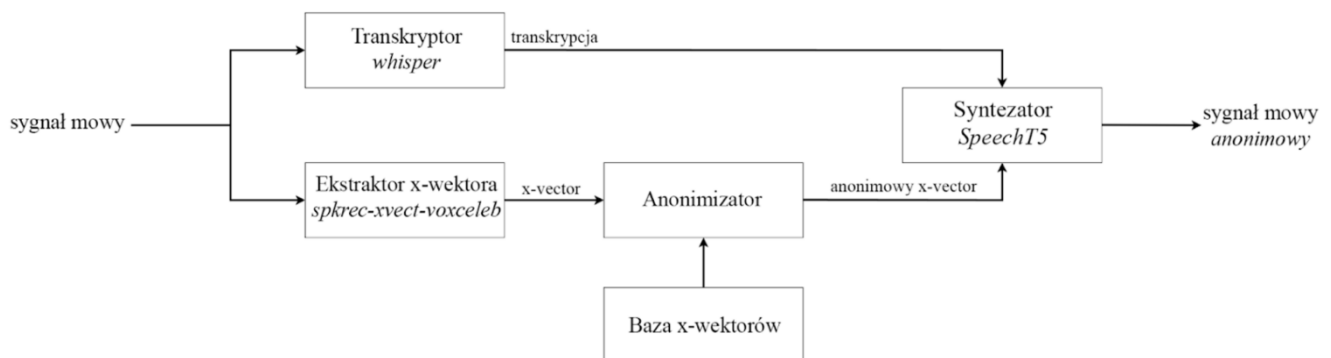 Transkryptor
whisper
transkrypcja
sygnał mowy
Syntezator
SpeechT5
sygnał mowy
anonimowy
Ekstraktor x-wektora
spkrec-xvect-voxceleb
x-vector
Anonimizator
anonimowy x-vector
Baza x-wektorów